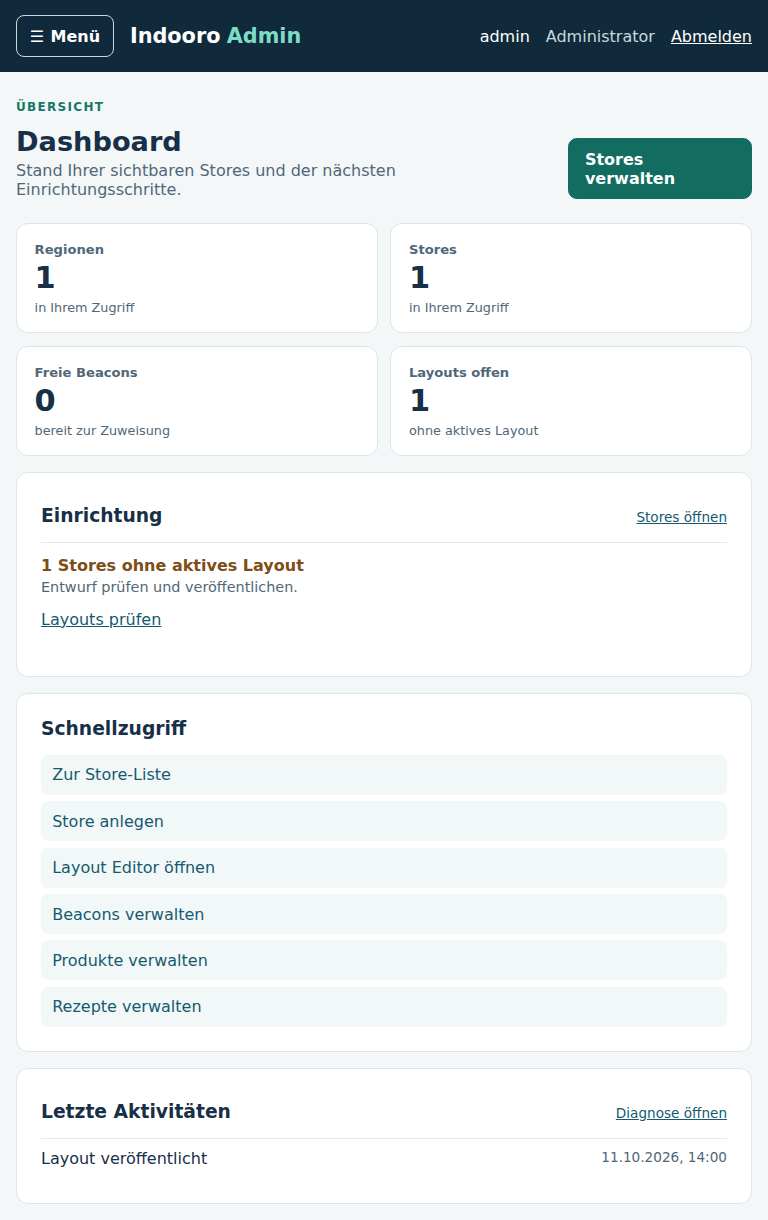 ☰ Menü
Indooro Admin
admin Administrator Abmelden
ÜBERSICHT
Dashboard
Stand Ihrer sichtbaren Stores und der nächsten
Einrichtungsschritte.
Stores
verwalten
Regionen
1
in Ihrem Zugriff
Stores
1
in Ihrem Zugriff
Freie Beacons
0
bereit zur Zuweisung
Layouts offen
1
ohne aktives Layout
Einrichtung
Stores öffnen
1 Stores ohne aktives Layout
Entwurf prüfen und veröffentlichen.
Layouts prüfen
Schnellzugriff
Zur Store-Liste
Store anlegen
Layout Editor öffnen
Beacons verwalten
Produkte verwalten
Rezepte verwalten
Letzte Aktivitäten
Diagnose öffnen
Layout veröffentlicht
11.10.2026, 14:00